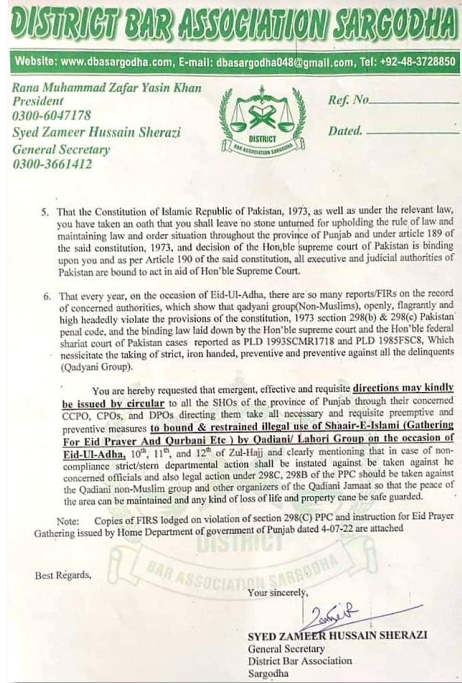 DISTRICT BAR ASSOCIATION SARGODHA
Website: www.dbasargodha.com, E-mail: dbasargodha048@gmail.com, Tel: +92-48-3728850
Rana Muhammad Zafar Yasin Khan
President
0300-6047178
Syed Zameer Hussain Sherazi
General Secretary
0300-3661412
DISTRICT
BAR ASSOCIATION SARGODHA
Ref. No
Dated.
5. That the Constitution of Islamic Republic of Pakistan, 1973, as well as under the relevant law,
you have taken an oath that you shall leave no stone unturned for upholding the rule of law and
maintaining law and order situation throughout the province of Punjab and under article 189 of
the said constitution, 1973, and decision of the Hon,ble supreme court of Pakistan is binding
upon you and as per Article 190 of the said constitution, all executive and judicial authorities of
Pakistan are bound to act in aid of Hon'ble Supreme Court.
6. That every year, on the occasion of Eid-Ul-Adha, there are so many reports/FIRs on the record
of concerned authorities, which show that qadyani group(Non-Muslims), openly, flagrantly and
high headedly violate the provisions of the constitution, 1973 section 298(b) & 298(c) Pakistan
penal code, and the binding law laid down by the Hon'ble supreme court and the Hon'ble federal
shariat court of Pakistan cases reported as PLD 1993SCMR1718 and PLD 1985FSC8, Which
nessicitate the taking of strict, iron handed, preventive and preventive against all the delinquents
(Qadyani Group).
You are hereby requested that emergent, effective and requisite directions may kindly
be issued by circular to all the SHOs of the province of Punjab through their concerned
CCPO, CPOs, and DPOs directing them take all necessary and requisite preemptive and
preventive measures to bound & restrained illegal use of Shaair-E-Islami (Gathering
For Eid Prayer And Qurbani Etc ) by Qadiani/ Lahori Group on the occasion of
Eid-Ul-Adha, 10th, 11th, and 12th of Zul-Hajj and clearly mentioning that in case of non-
compliance strict/stern departmental action shall be instated against be taken against he
concerned officials and also legal action under 298C, 298B of the PPC should be taken against
the Qadiani non-Muslim group and other organizers of the Qadiani Jamaat so that the peace of
the area can be maintained and any kind of loss of life and property cane be safe guarded.
Note: Copies of FIRS lodged on violation of section 298(C) PPC and instruction for Eid Prayer
Gathering issued by Home Department of government of Punjab dated 4-07-22 are attached
DISTRICT
BAR ASSOCIATION SARGODHA
Best Regards,
Your sincerely,
SYED ZAMEER HUSSAIN SHERAZI
General Secretary
District Bar Association
Sargodha